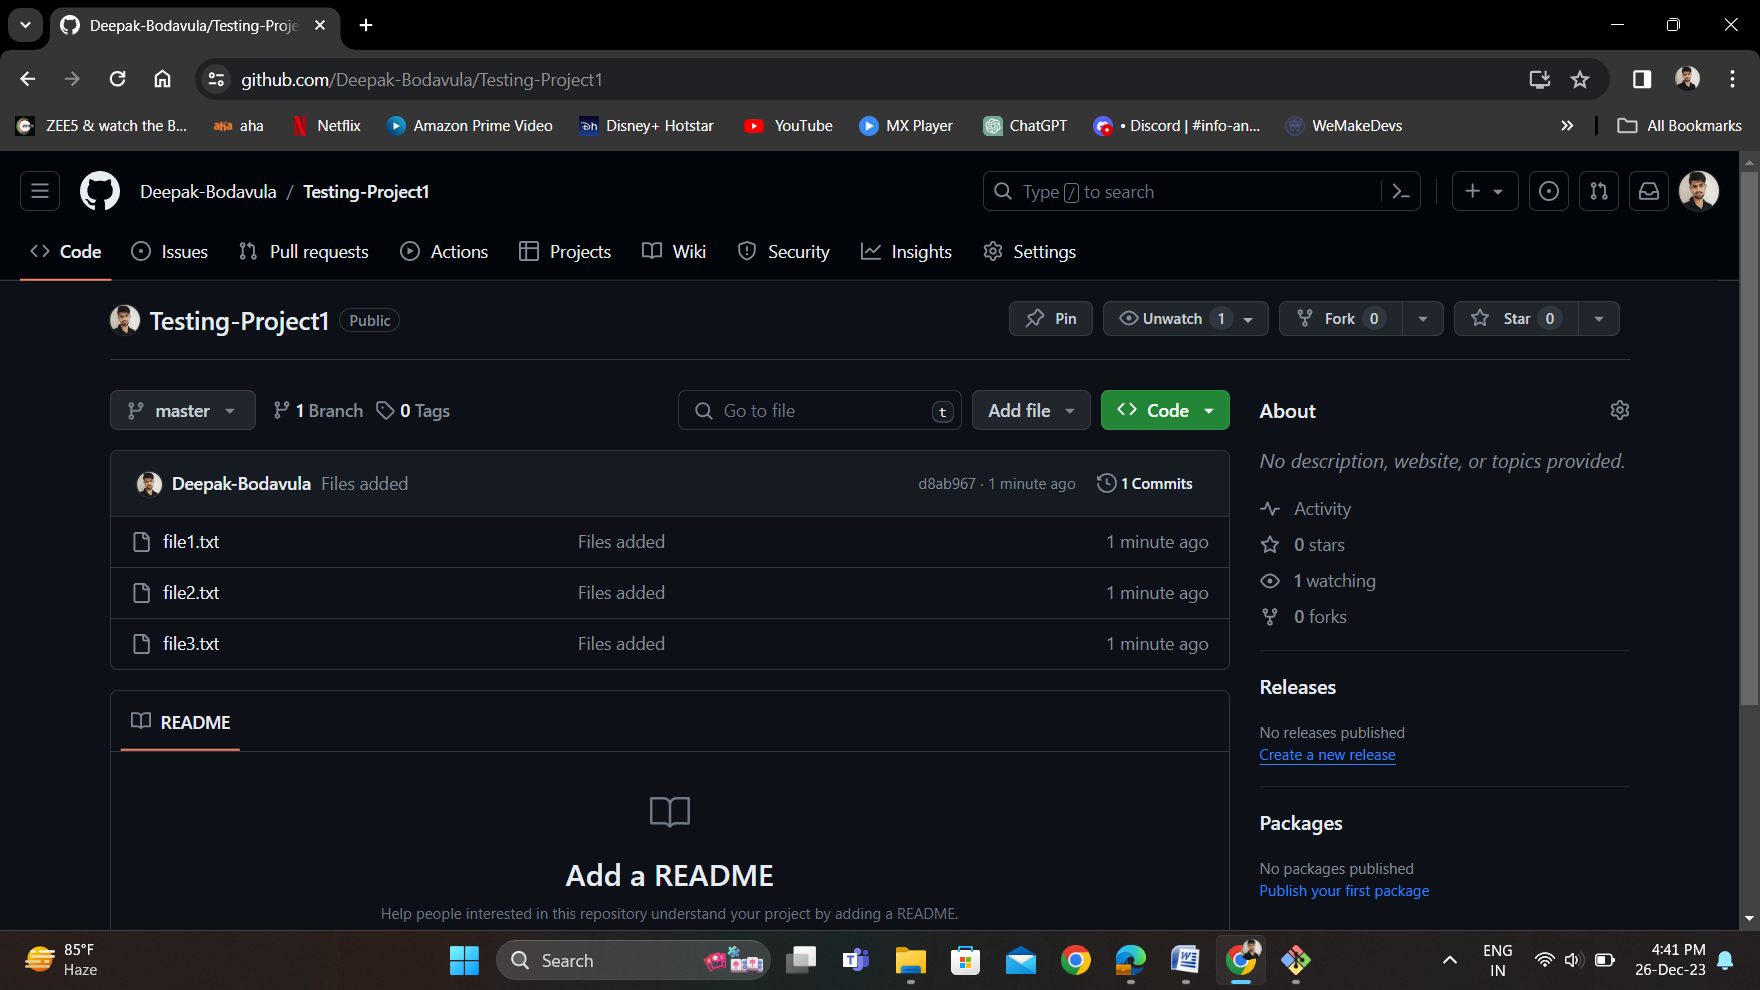 Deepak-Bodavula/Testing-Proje
github.com/Deepak-Bodavula/Testing-Project1
ZEE5 & watch the B... aha aha Netflix Amazon Prime Video Disney+ Hotstar YouTube MX Player ChatGPT • Discord | #info-an... WeMakeDevs » All Bookmarks
Deepak-Bodavula / Testing-Project1 Type / to search
Code Issues Pull requests Actions Projects Wiki Security Insights Settings
Testing-Project1 Public Pin Unwatch 1 Fork 0 Star 0
master 1 Branch 0 Tags Go to file t Add file Code About
No description, website, or topics provided.
Deepak-Bodavula Files added d8ab967 · 1 minute ago 1 Commits
Activity
file1.txt Files added 1 minute ago
0 stars
file2.txt Files added 1 minute ago
1 watching
0 forks
file3.txt Files added 1 minute ago
Releases
README
No releases published
Create a new release
Packages
Add a README
No packages published
Publish your first package
Help people interested in this repository understand your project by adding a README.
85°F
Haze
Search
ENG
IN
4:41 PM
26-Dec-23